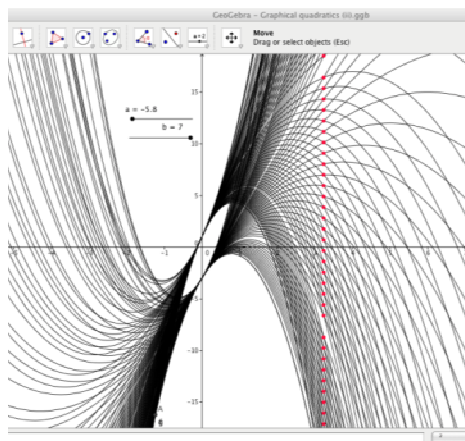 GeoGebra – Graphical quadratics (ii).ggb
a=2
Move
Drag or select objects (Esc)
15
a = −5.8
b = 7
10
5
-1
0
-5
A
-10
-15